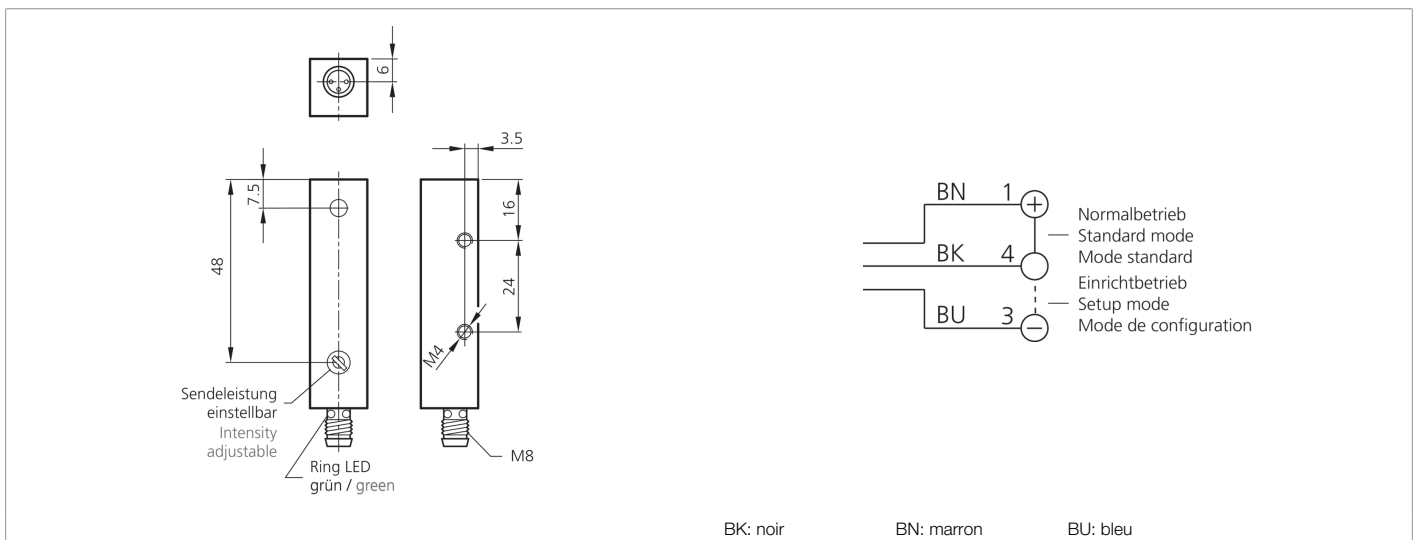 6
3.5
7.5
48
16
24
M4
Sendeleistung
einstellbar
Intensity
adjustable
Ring LED
grün / green
M8
BN 1 +
Normalbetrieb
Standard mode
Mode standard
BK 4
Einrichtbetrieb
Setup mode
Mode de configuration
BU 3 −
BK: noir BN: marron BU: bleu